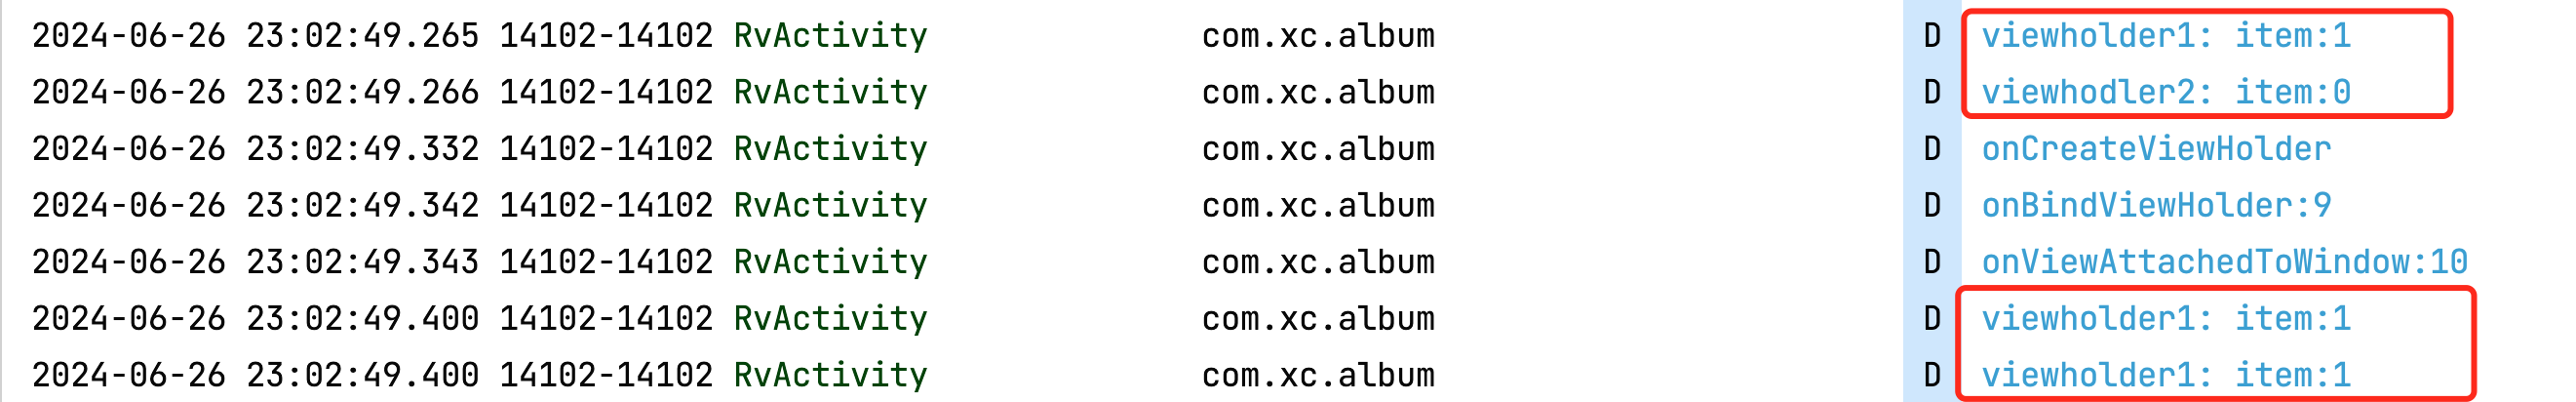 2024-06-26 23:02:49.265 14102-14102 RvActivity com.xc.album D viewholder1: item:1
2024-06-26 23:02:49.266 14102-14102 RvActivity com.xc.album D viewhodler2: item:0
2024-06-26 23:02:49.332 14102-14102 RvActivity com.xc.album D onCreateViewHolder
2024-06-26 23:02:49.342 14102-14102 RvActivity com.xc.album D onBindViewHolder:9
2024-06-26 23:02:49.343 14102-14102 RvActivity com.xc.album D onViewAttachedToWindow:10
2024-06-26 23:02:49.400 14102-14102 RvActivity com.xc.album D viewholder1: item:1
2024-06-26 23:02:49.400 14102-14102 RvActivity com.xc.album D viewholder1: item:1